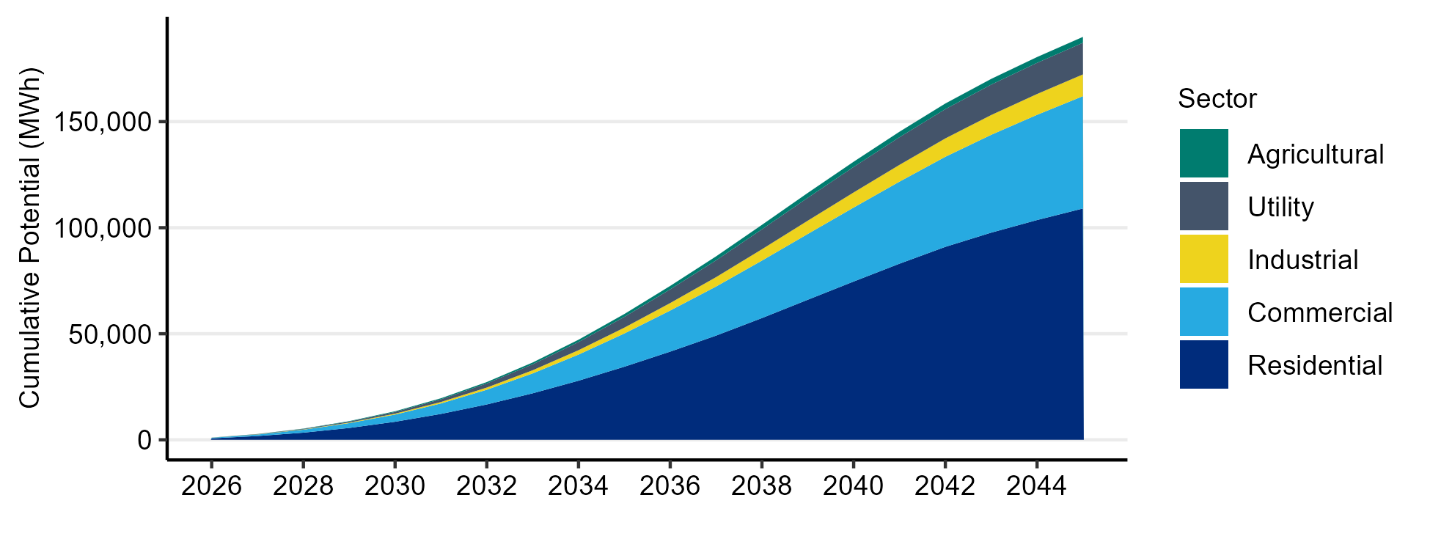 Cumulative Potential (MWh)
150,000
100,000
50,000
0
2026 2028 2030 2032 2034 2036 2038 2040 2042 2044
Sector
Agricultural
Utility
Industrial
Commercial
Residential